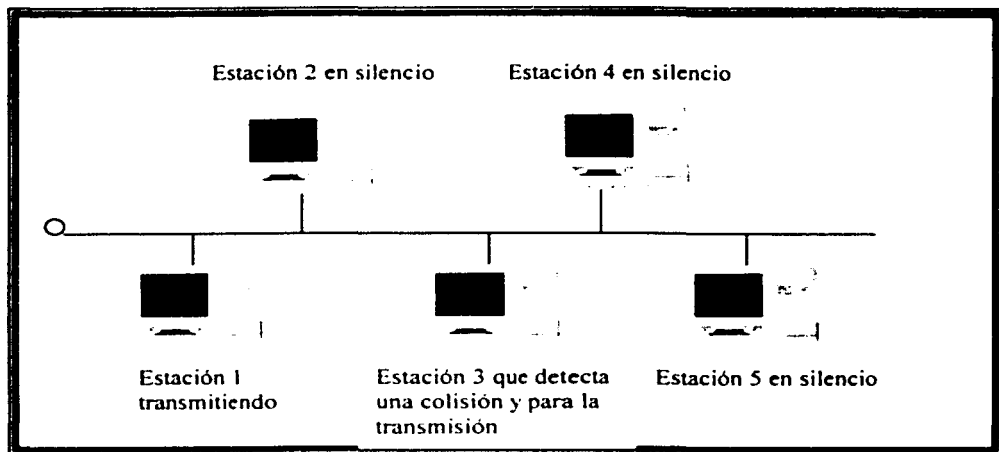 Estación 2 en silencio
Estación 4 en silencio
Estación 1
transmitiendo
Estación 3 que detecta
una colisión y para la
transmisión
Estación 5 en silencio